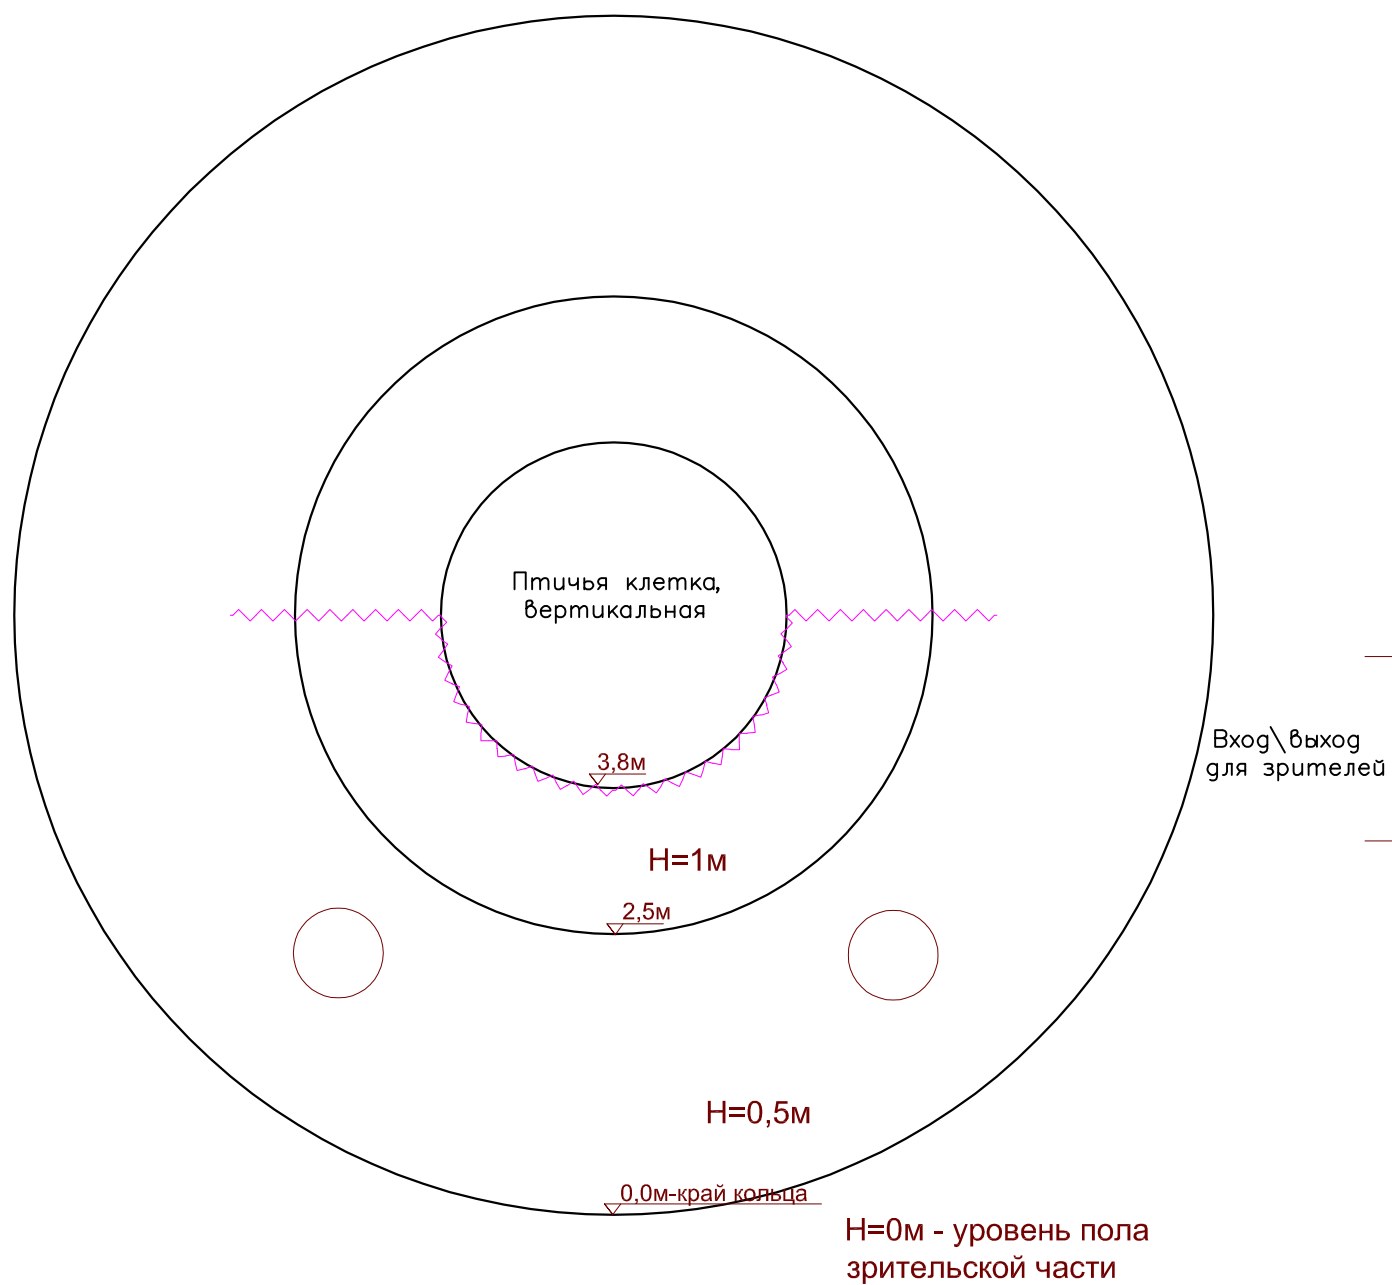 Птичья клетка,
вертикальная
Вход\выход
для зрителей
3,8м
H=1м
2,5м
H=0,5м
0,0м-край кольца
H=0м - уровень пола
зрительской части